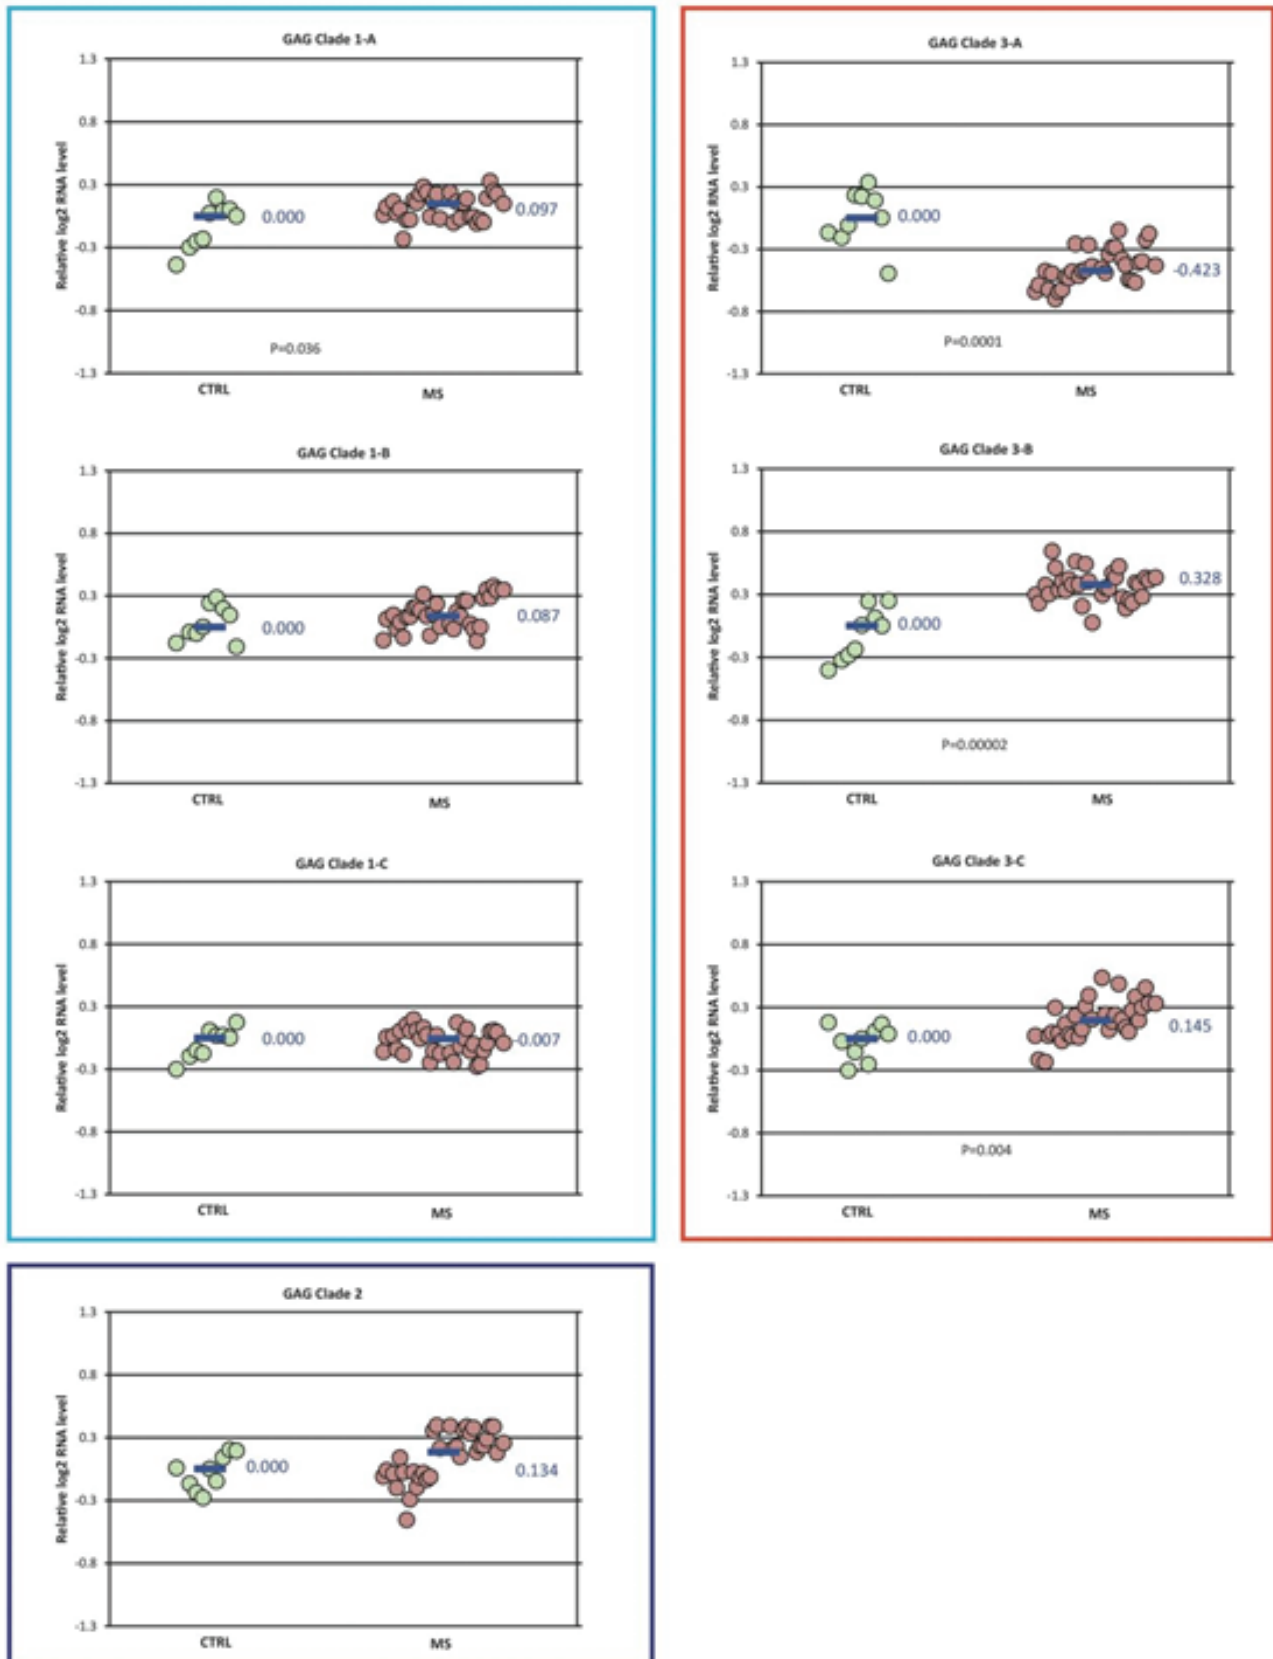 GAG Clade 1-A
Relative log2 RNA level
1.3
0.8
0.3
-0.3
-0.8
-1.3
0.000
0.097
P=0.036
CTRL
MS
GAG Clade 1-B
Relative log2 RNA level
1.3
0.8
0.3
-0.3
-0.8
-1.3
0.000
0.087
CTRL
MS
GAG Clade 1-C
Relative log2 RNA level
1.3
0.8
0.3
-0.3
-0.8
-1.3
0.000
-0.007
CTRL
MS
GAG Clade 3-A
Relative log2 RNA level
1.3
0.8
0.3
-0.3
-0.8
-1.3
0.000
-0.423
P=0.0001
CTRL
MS
GAG Clade 3-B
Relative log2 RNA level
1.3
0.8
0.3
-0.3
-0.8
-1.3
0.000
0.328
P=0.00002
CTRL
MS
GAG Clade 3-C
Relative log2 RNA level
1.3
0.8
0.3
-0.3
-0.8
-1.3
0.000
0.145
P=0.004
CTRL
MS
GAG Clade 2
Relative log2 RNA level
1.3
0.8
0.3
-0.3
-0.8
-1.3
0.000
0.134
CTRL
MS